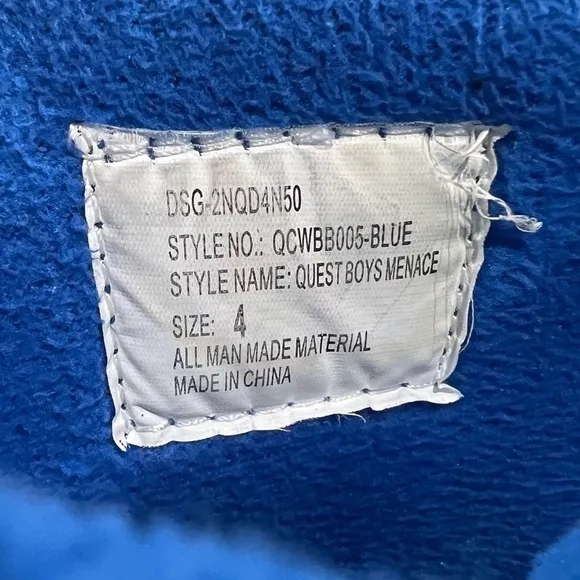 DSG-2NQD4N50
STYLE NO.: QCWBB005-BLUE
STYLE NAME: QUEST BOYS MENACE
SIZE: 4
ALL MAN MADE MATERIAL
MADE IN CHINA